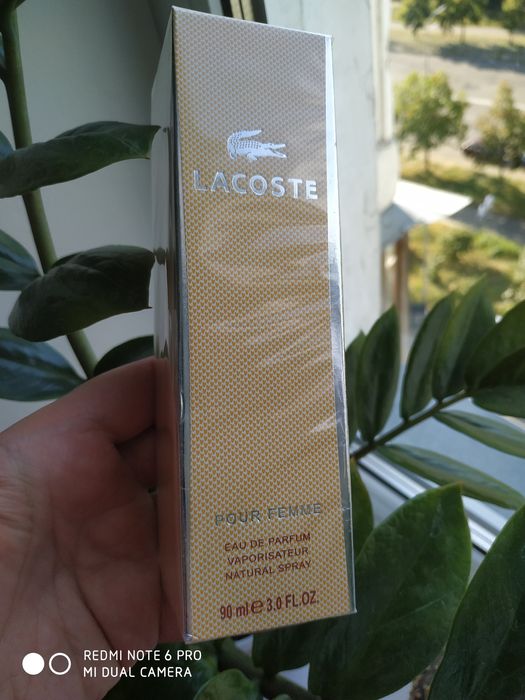 LACOSTE
POUR FEMME
EAU DE PARFUM
VAPORISATEUR
NATURAL SPRAY
90 ml e 3.0 FL.OZ.
REDMI NOTE 6 PRO
MI DUAL CAMERA